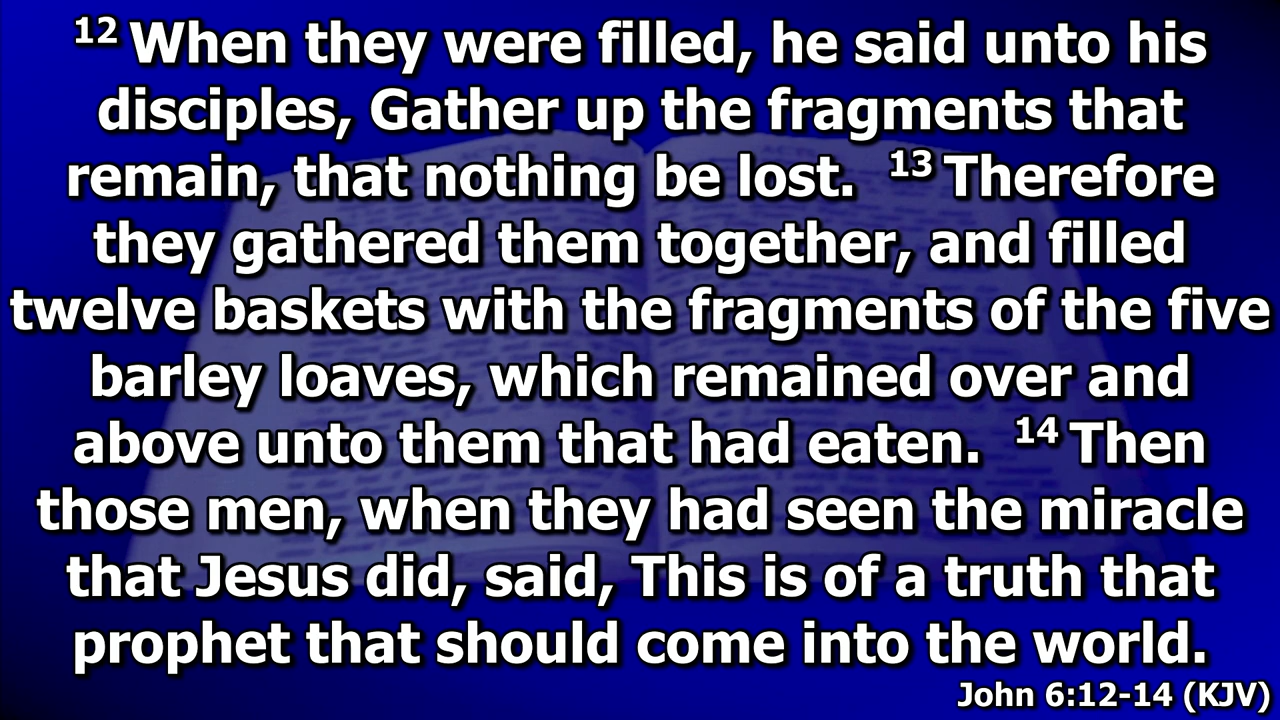 12 When they were filled, he said unto his
disciples, Gather up the fragments that
remain, that nothing be lost. 13 Therefore
they gathered them together, and filled
twelve baskets with the fragments of the five
barley loaves, which remained over and
above unto them that had eaten. 14 Then
those men, when they had seen the miracle
that Jesus did, said, This is of a truth that
prophet that should come into the world.
John 6:12-14 (KJV)